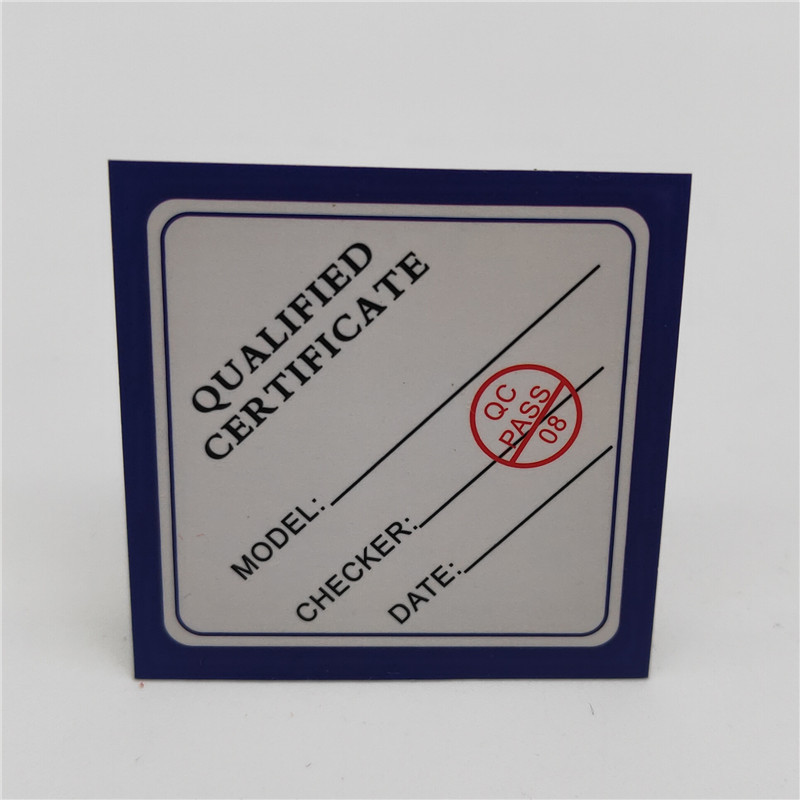 QUALIFIED
CERTIFICATE
MODEL:
CHECKER:
DATE:
QC
PASS
08